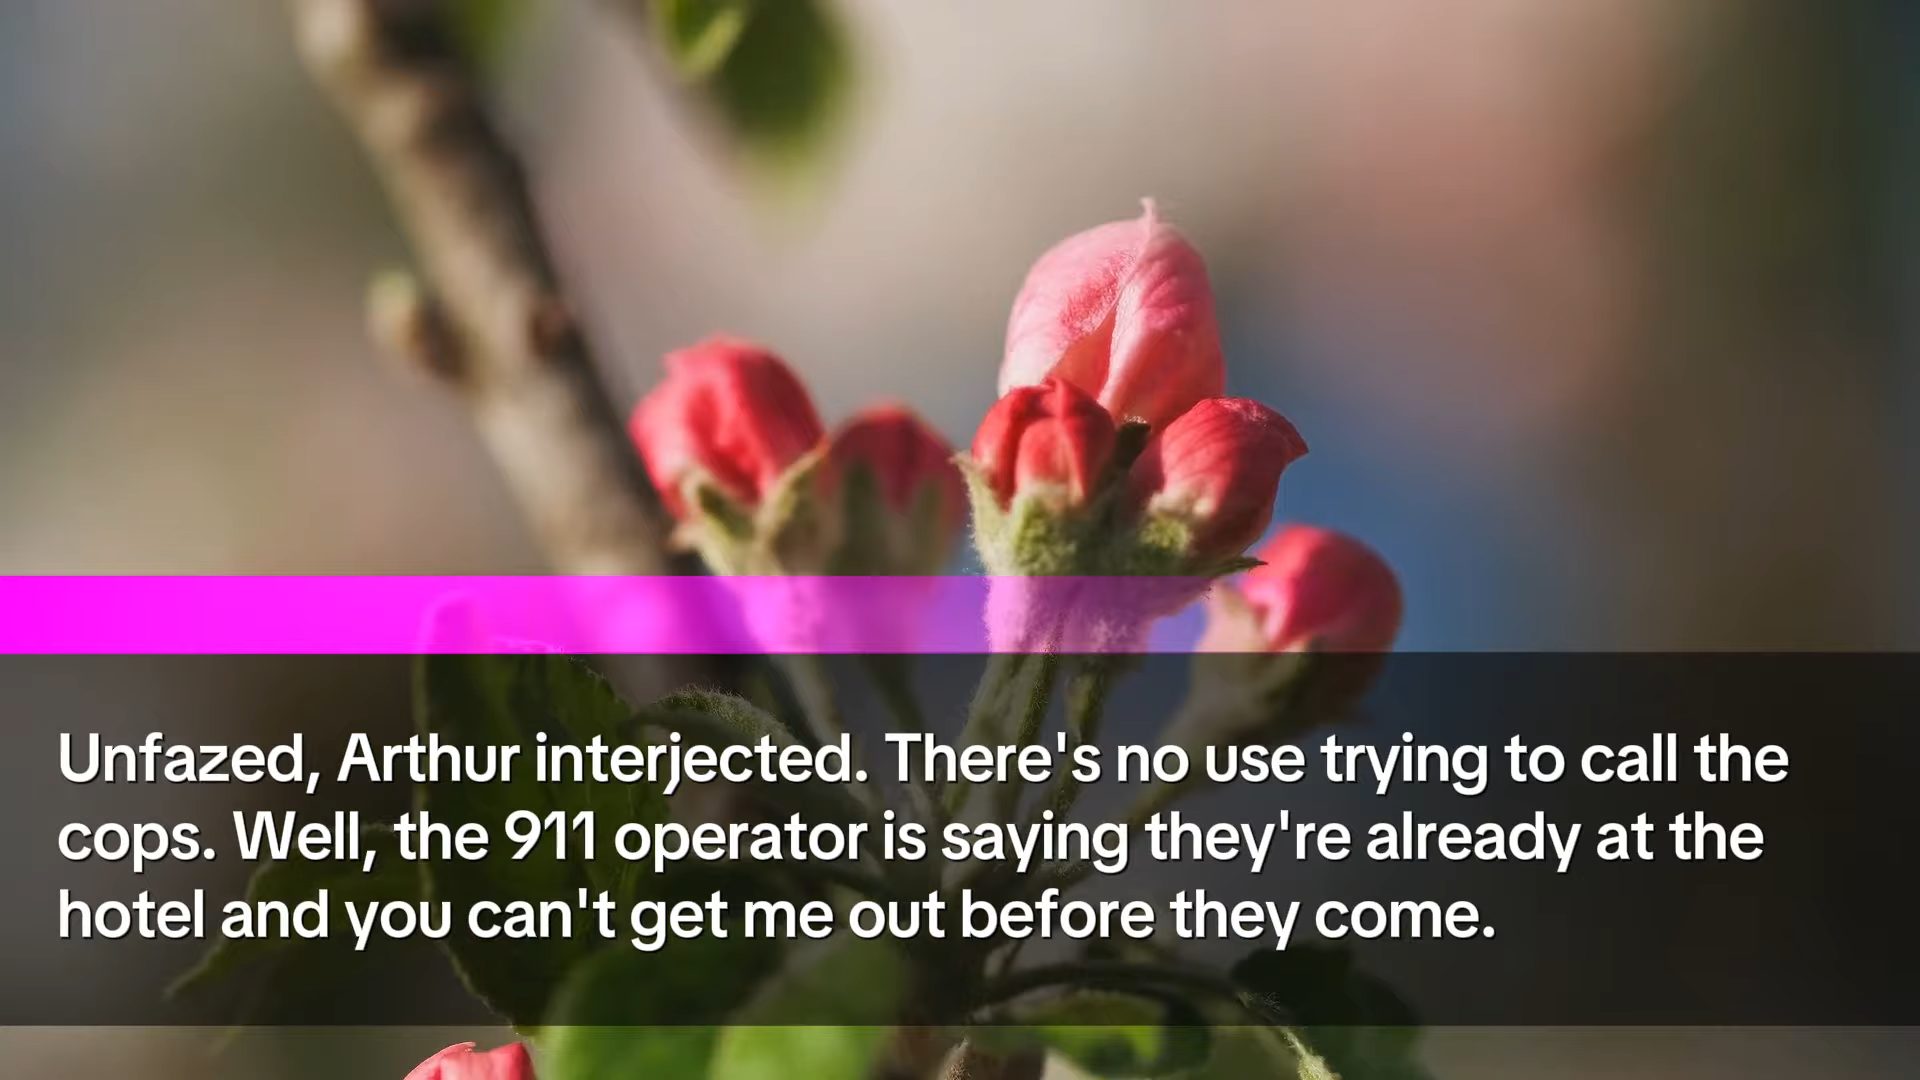 Unfazed, Arthur interjected. There's no use trying to call the
cops. Well, the 911 operator is saying they're already at the
hotel and you can't get me out before they come.